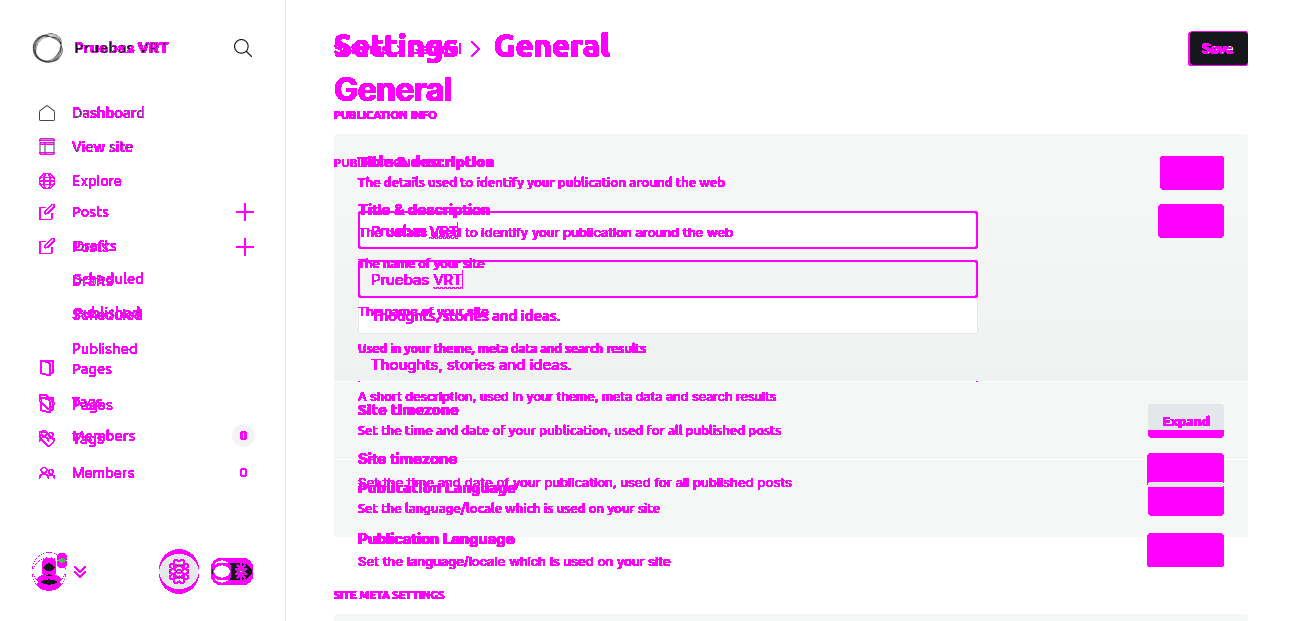 Pruebas VRT
Dashboard
View site
Explore
Posts
Drafts
Scheduled
Published
Published
Pages
Pages
Tags
Members
0
Members
0
Settings
General
General
Save
PUBLICATION INFO
Title & description
The details used to identify your publication around the web
Title & description
used to identify your publication around the web
Pruebas VRT
The name of your site
Pruebas VRT
The name of your site
Thoughts, stories and ideas.
Used in your theme, meta data and search results
Thoughts, stories and ideas.
A short description, used in your theme, meta data and search results
Site timezone
Set the time and date of your publication, used for all published posts
Expand
Site timezone
Set the time and date of your publication, used for all published posts
Publication Language
Set the language/locale which is used on your site
Publication Language
Set the language/locale which is used on your site
SITE META SETTINGS